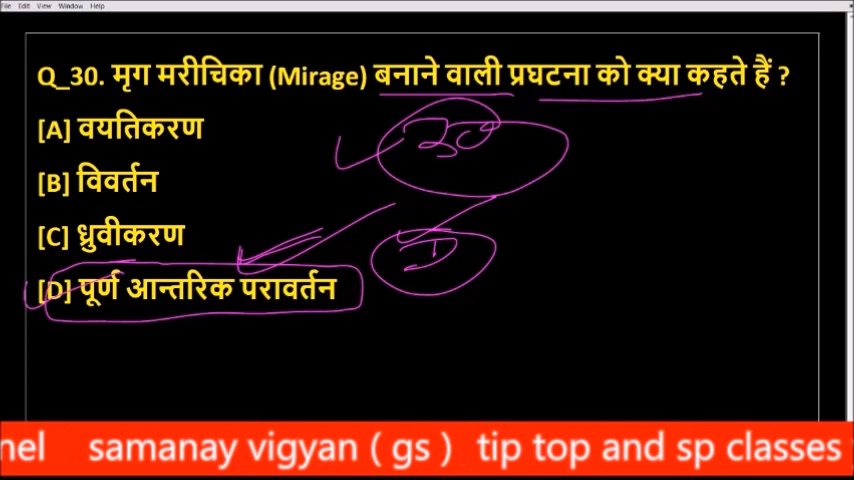 File Edit View Window Help
Q_30. मृग मरीचिका (Mirage) बनाने वाली प्रघटना को क्या कहते हैं ?
30
[A] वयतिकरण
[B] विवर्तन
[C] ध्रुवीकरण
D
[D] पूर्ण आन्तरिक परावर्तन
nel samanay vigyan ( gs ) tip top and sp classes